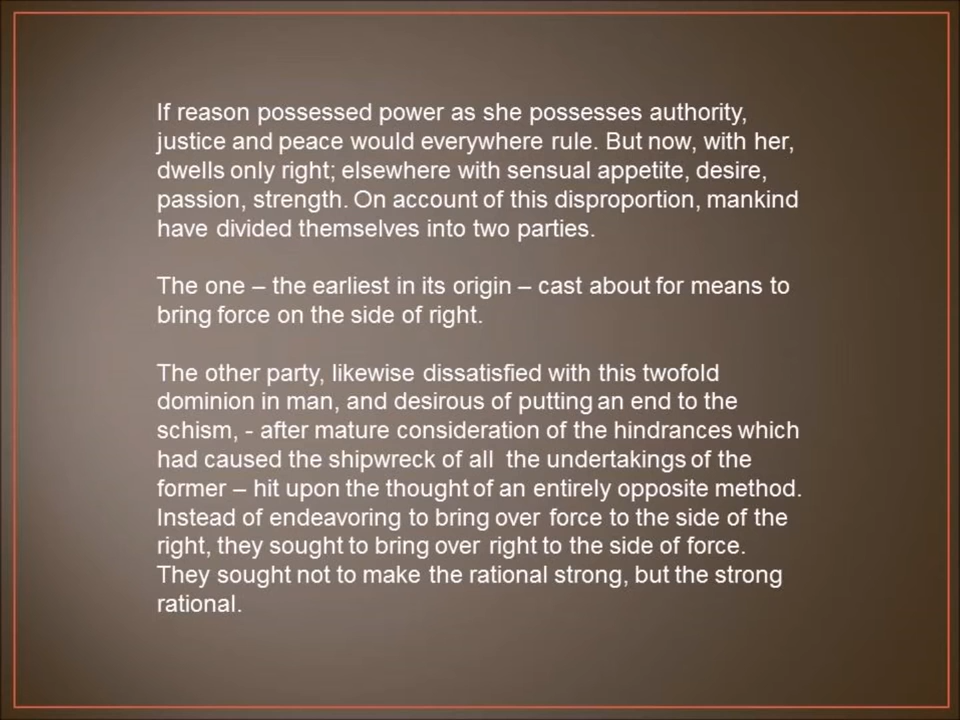 If reason possessed power as she possesses authority,
justice and peace would everywhere rule. But now, with her,
dwells only right; elsewhere with sensual appetite, desire,
passion, strength. On account of this disproportion, mankind
have divided themselves into two parties.
The one – the earliest in its origin – cast about for means to
bring force on the side of right.
The other party, likewise dissatisfied with this twofold
dominion in man, and desirous of putting an end to the
schism, - after mature consideration of the hindrances which
had caused the shipwreck of all  the undertakings of the
former – hit upon the thought of an entirely opposite method.
Instead of endeavoring to bring over force to the side of the
right, they sought to bring over right to the side of force.
They sought not to make the rational strong, but the strong
rational.